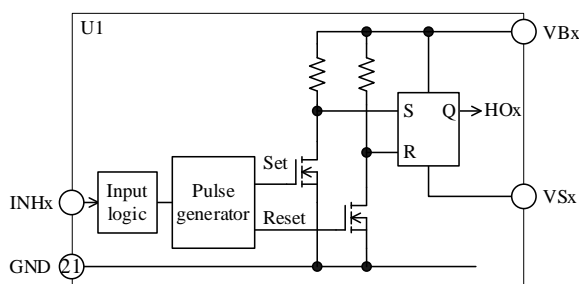 U1
VBx
S
Q
HOx
R
Set
Input
logic
Pulse
generator
INHx
VSx
Reset
GND
21